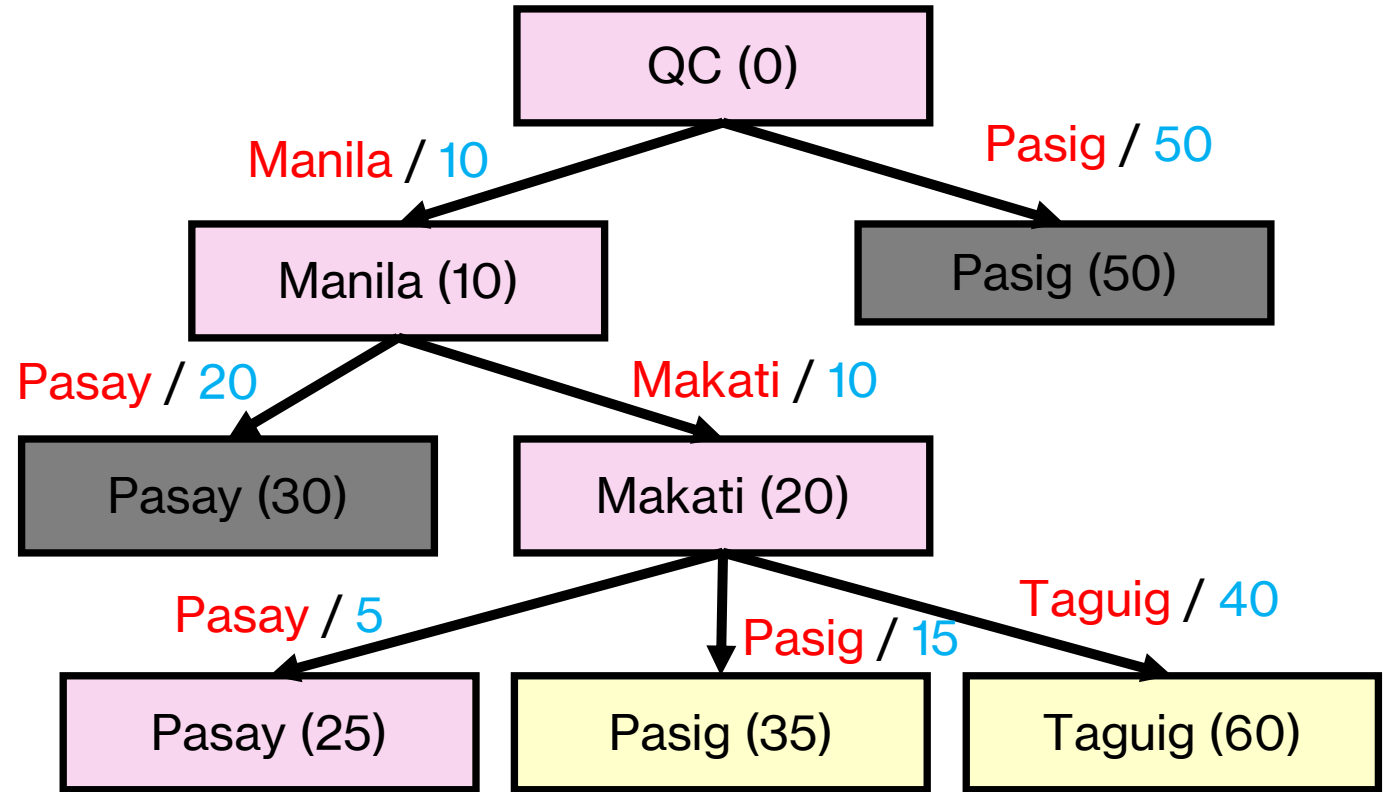 QC (0)
Manila / 10
Pasig / 50
Manila (10)
Pasig (50)
Pasay / 20
Makati / 10
Pasay (30)
Makati (20)
Pasay / 5
Pasig / 15
Taguig / 40
Pasay (25)
Pasig (35)
Taguig (60)